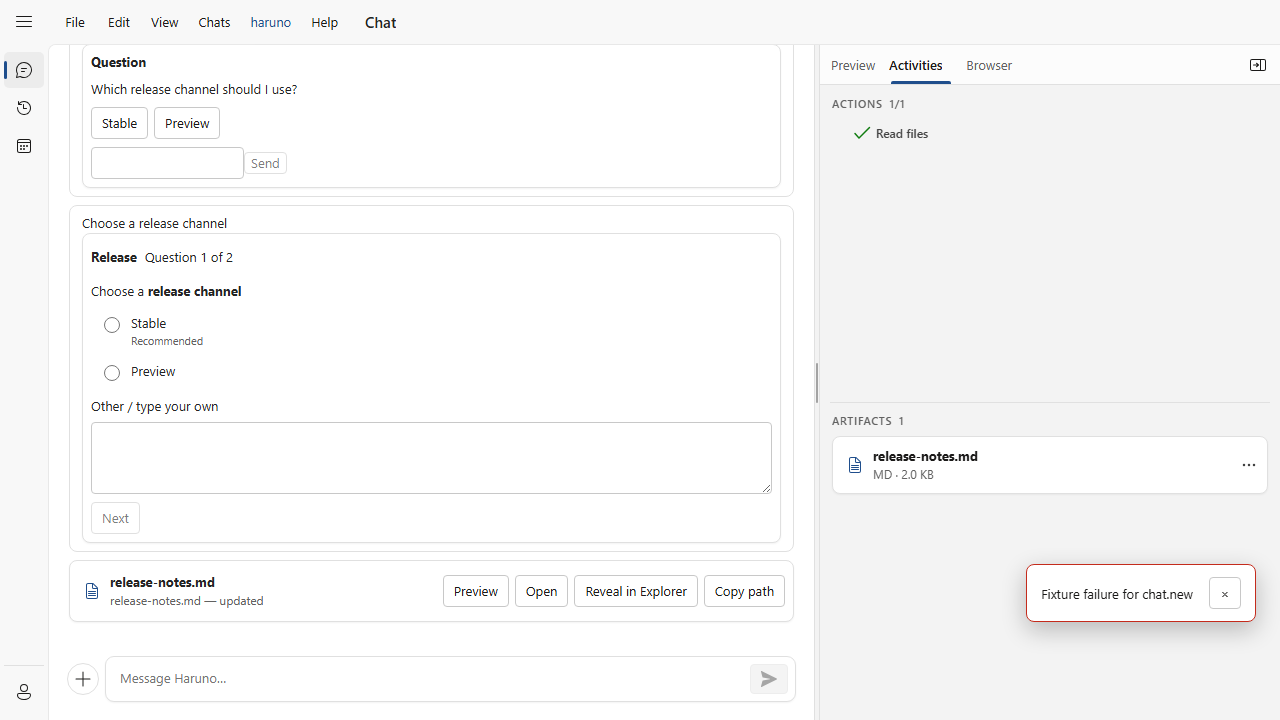 File Edit View Chats haruno Help Chat
Question
Which release channel should I use?
Stable Preview
Send
Choose a release channel
Release Question 1 of 2
Choose a release channel
Stable
Recommended
Preview
Other / type your own
Next
release-notes.md
release-notes.md — updated
Preview Open Reveal in Explorer Copy path
Message Haruno...
Preview Activities Browser
ACTIONS 1/1
Read files
ARTIFACTS 1
release-notes.md
MD · 2.0 KB
Fixture failure for chat.new ×